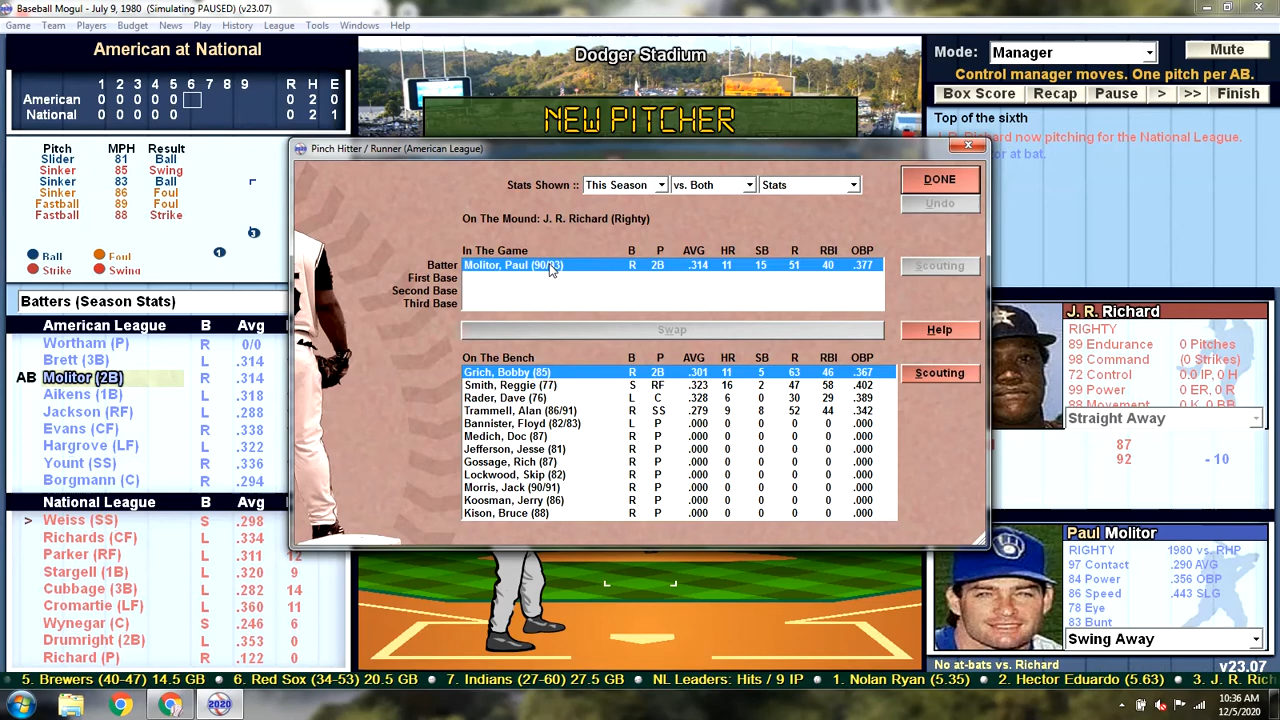 Baseball Mogul - July 9, 1980 (Simulating PAUSED) (v23.07)
Game Team Players Budget News Play History League Tools Windows Help
American at National
1 2 3 4 5 6 7 8 9 R H E
American 0 0 0 0 0 0 2 0
National 0 0 0 0 0 0 2 1
Pitch MPH Result
Slider 81 Ball
Sinker 85 Swing
Sinker 83 Ball
Sinker 86 Foul
Fastball 89 Foul
Fastball 88 Strike
3
1
Ball Foul
Strike Swing
Batters (Season Stats)
American League B Avg
Wortham (P) R 0/0
Brett (3B) L .314
AB Molitor (2B) R .314
Aikens (1B) L .318
Jackson (RF) L .288
Evans (CF) R .338
Hargrove (LF) L .322
Yount (SS) R .336
Borgmann (C) R .294
National League B Avg
> Weiss (SS) S .298
Richards (CF) L .334
Parker (RF) L .311 12
Stargell (1B) L .320 9
Cubbage (3B) L .282 14
Cromartie (LF) L .360 11
Wynegar (C) S .246 6
Drumright (2B) L .353 0
Richard (P) R .122 0
Dodger Stadium
NEW PITCHER
Pinch Hitter / Runner (American League)
Stats Shown :: This Season vs. Both Stats
DONE
Undo
On The Mound: J. R. Richard (Righty)
In The Game B P AVG HR SB R RBI OBP
Batter Molitor, Paul (90/93) R 2B .314 11 15 51 40 .377
First Base
Second Base
Third Base
Scouting
Swap
Help
On The Bench B P AVG HR SB R RBI OBP
Grich, Bobby (85) R 2B .301 11 5 63 46 .367
Smith, Reggie (77) S RF .323 16 2 47 58 .402
Rader, Dave (76) L C .328 6 0 30 29 .389
Trammell, Alan (86/91) R SS .279 9 8 52 44 .342
Bannister, Floyd (82/83) L P .000 0 0 0 0 .000
Medich, Doc (87) R P .000 0 0 0 0 .000
Jefferson, Jesse (81) R P .000 0 0 0 0 .000
Gossage, Rich (87) R P .000 0 0 0 0 .000
Lockwood, Skip (82) R P .000 0 0 0 0 .000
Morris, Jack (90/91) R P .000 0 0 0 0 .000
Koosman, Jerry (86) R P .000 0 0 0 0 .000
Kison, Bruce (88) R P .000 0 0 0 0 .000
Scouting
Mode: Manager Mute
Control manager moves. One pitch per AB.
Box Score Recap Pause > >> Finish
Top of the sixth
Richard now pitching for the National League.
at bat.
J. R. Richard
RIGHTY
89 Endurance 0 Pitches
98 Command (0 Strikes)
72 Control 0.0 IP, 0 H
99 Power 0 ER, 0 R
88 Movement 0 K, 0 BB
Straight Away
87
92 - 10
Paul Molitor
RIGHTY 1980 vs. RHP
97 Contact .290 AVG
84 Power .356 OBP
86 Speed .443 SLG
78 Eye
83 Bunt
Swing Away
No at-bats vs. Richard v23.07
5. Brewers (40-47) 14.5 GB • 6. Red Sox (34-53) 20.5 GB • 7. Indians (27-60) 27.5 GB • NL Leaders: Hits / 9 IP • 1. Nolan Ryan (5.35) • 2. Hector Eduardo (5.63) • 3. J. R. Rich
2020
10:36 AM
12/5/2020